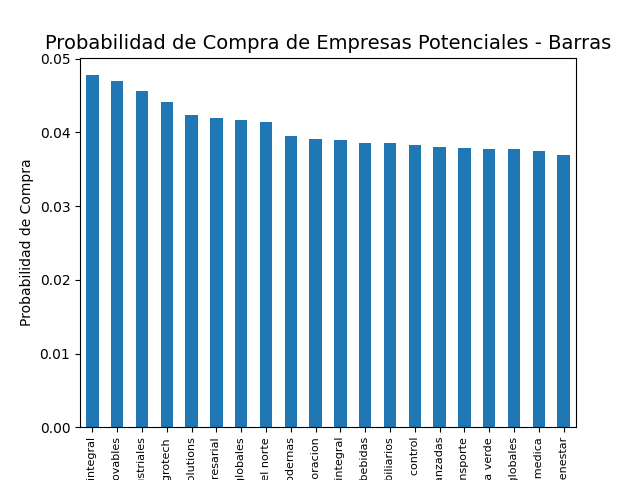 Probabilidad de Compra de Empresas Potenciales - Barras
Probabilidad de Compra
0.05
0.04
0.03
0.02
0.01
0.00
integral
ovables
striales
grotech
olutions
resarial
globales
el norte
odernas
oracion
integral
bebidas
biliarios
control
anzadas
nsporte
a verde
globales
medica
enestar